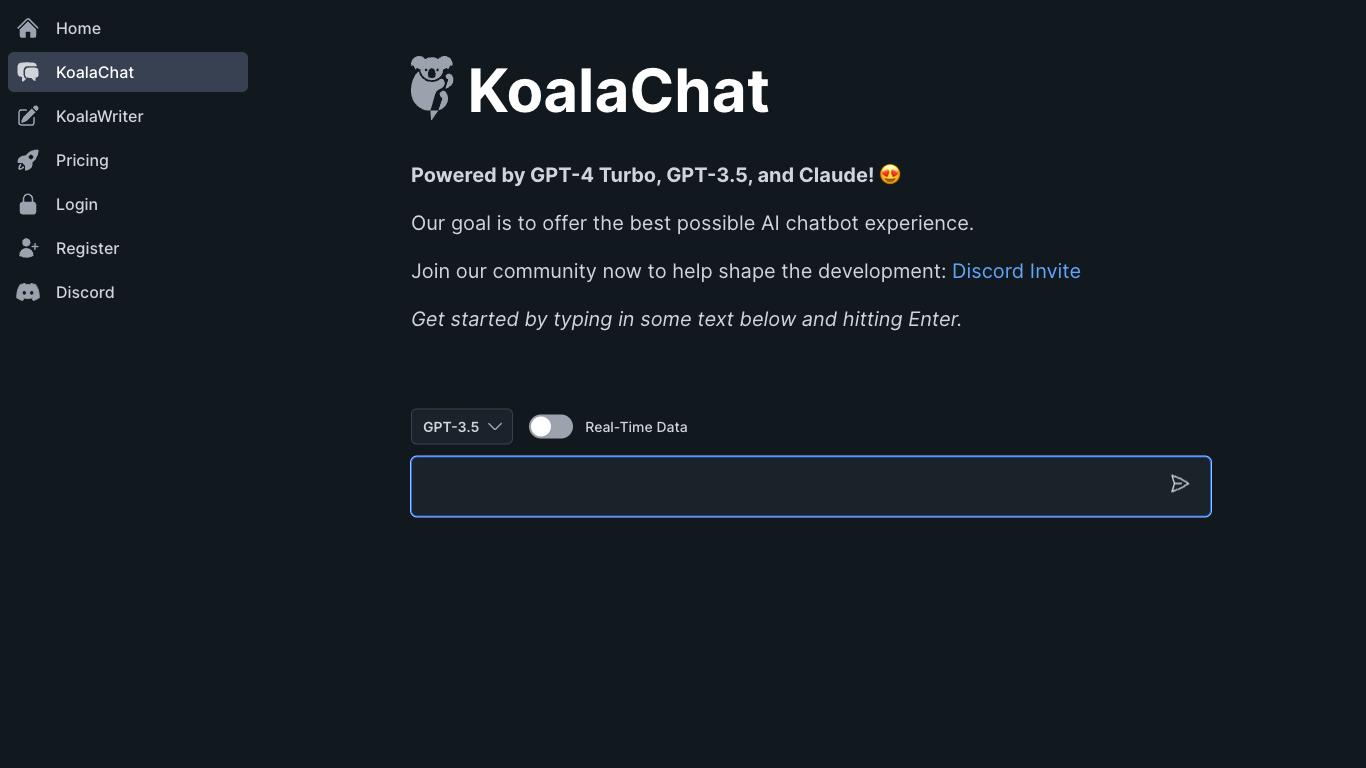 Home
KoalaChat
KoalaWriter
Pricing
Login
Register
Discord
KoalaChat
Powered by GPT-4 Turbo, GPT-3.5, and Claude! 😍
Our goal is to offer the best possible AI chatbot experience.
Join our community now to help shape the development: Discord Invite
Get started by typing in some text below and hitting Enter.
GPT-3.5
Real-Time Data